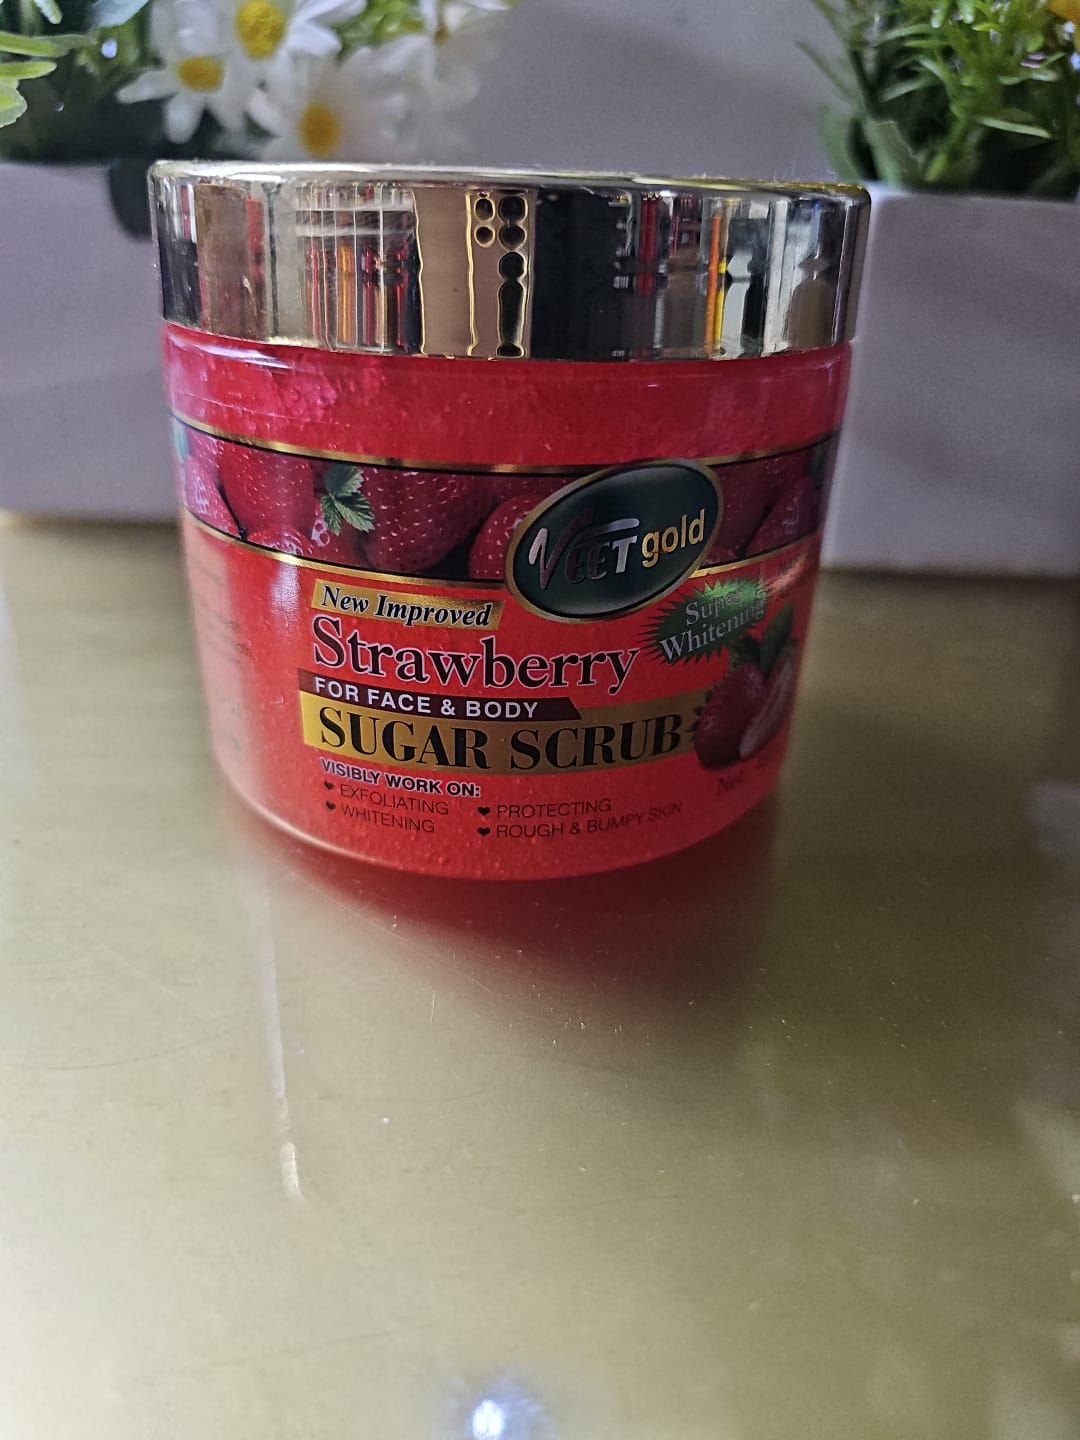 VEET gold
New Improved
Super
Whitening
Strawberry
FOR FACE & BODY
SUGAR SCRUB
VISIBLY WORK ON:
EXFOLIATING
WHITENING
PROTECTING
ROUGH & BUMPY SKIN
Net